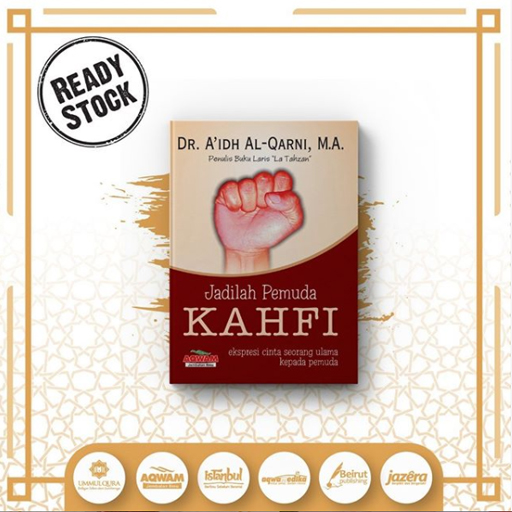 READY
STOCK
DR. A'IDH AL-QARNI, M.A.
Penulis Buku Laris "La Tahzan"
Jadilah Pemuda
KAHFI
ekspresi cinta seorang ulama
kepada pemuda
AQWAM
UMMUL QURA
AQWAM
Istanbul
aqwamedika
Beirut
publishing
jazera